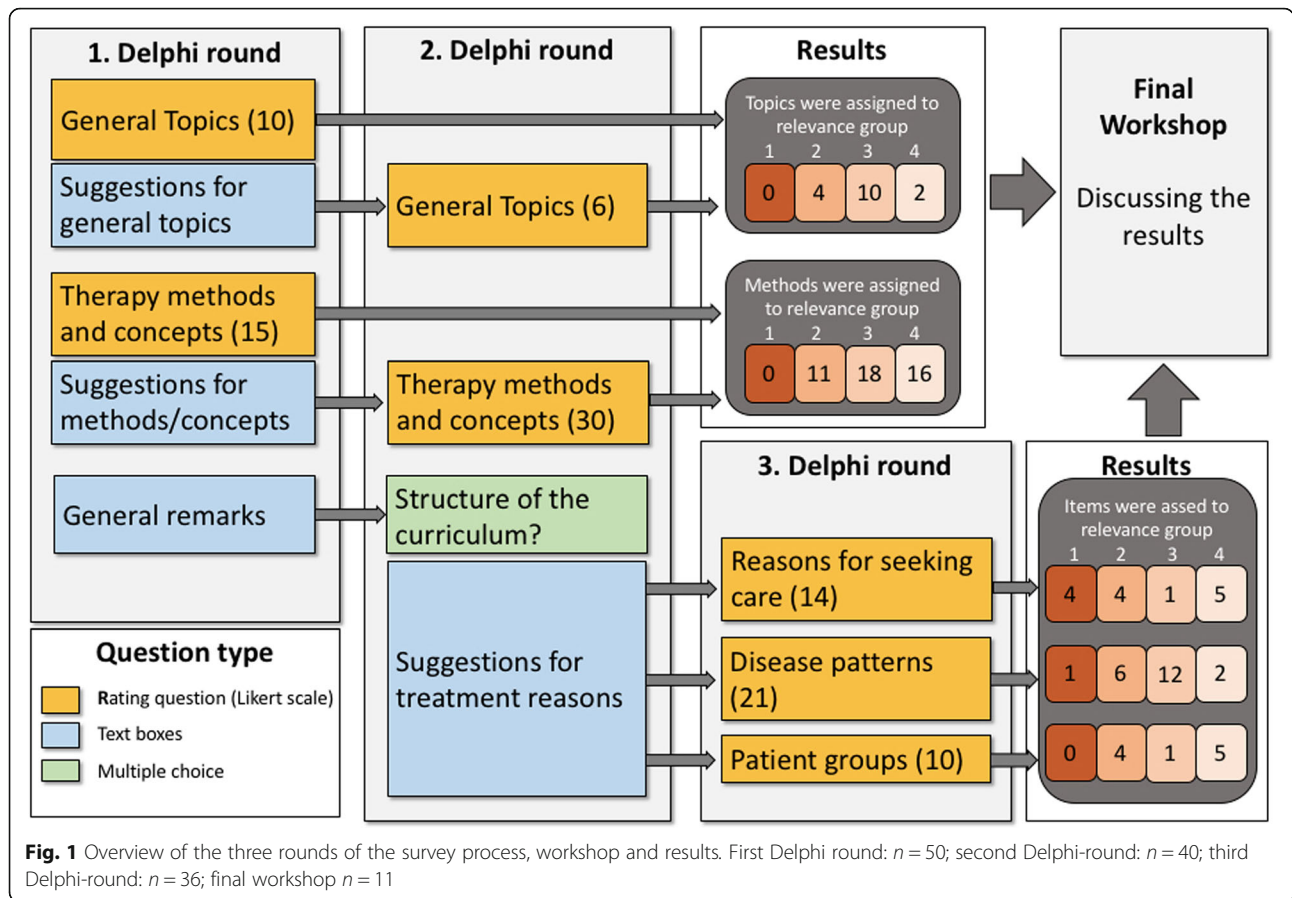 1. Delphi round
General Topics (10)
Suggestions for
general topics
Therapy methods
and concepts (15)
Suggestions for
methods/concepts
General remarks
Question type
Rating question (Likert scale)
Text boxes
Multiple choice
2. Delphi round
General Topics (6)
Therapy methods
and concepts (30)
Structure of the
curriculum?
Suggestions for
treatment reasons
Results
Topics were assigned to
relevance group
1 2 3 4
0 4 10 2
Methods were assigned
to relevance group
1 2 3 4
0 11 18 16
3. Delphi round
Reasons for seeking
care (14)
Disease patterns
(21)
Patient groups (10)
Final
Workshop
Discussing the
results
Results
Items were assed to
relevance group
1 2 3 4
4 4 1 5
1 6 12 2
0 4 1 5
Fig. 1 Overview of the three rounds of the survey process, workshop and results. First Delphi round: n = 50; second Delphi-round: n = 40; third
Delphi-round: n = 36; final workshop n = 11